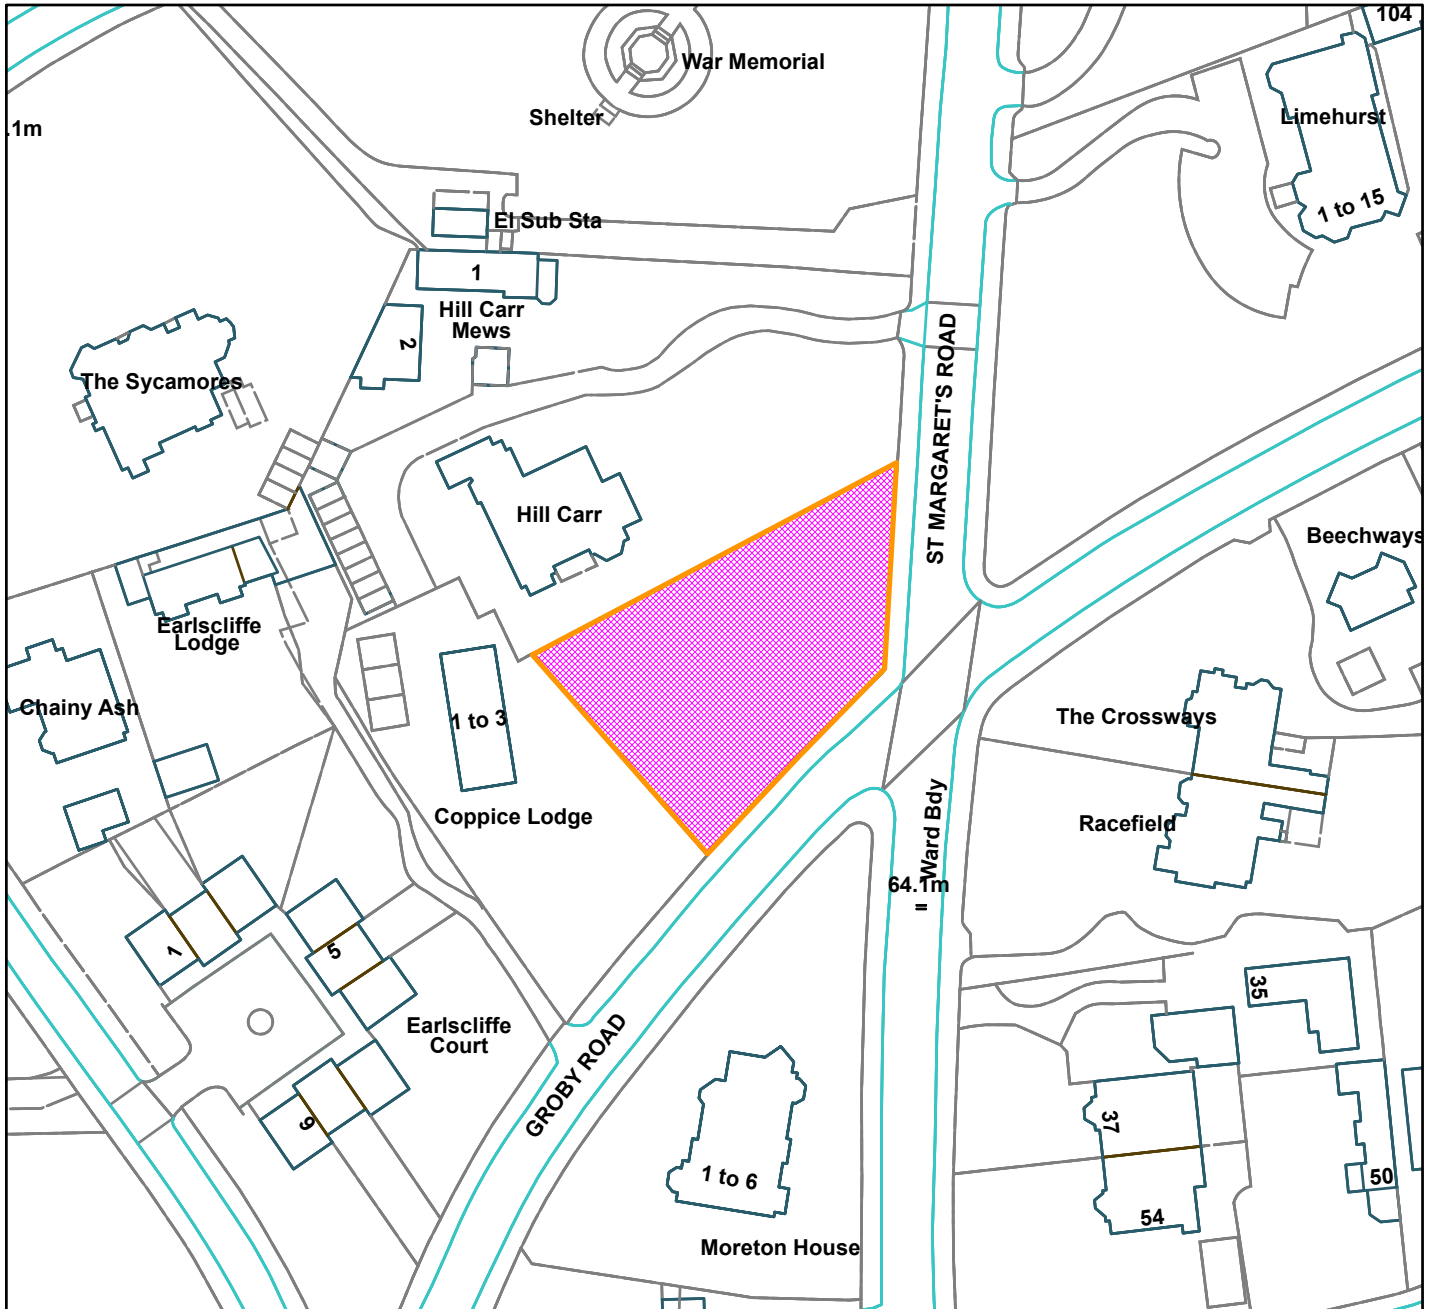 104
War Memorial
Shelter
Limehurst
.1m
1 to 15
El Sub Sta
1
Hill Carr
Mews
2
ST MARGARET'S ROAD
The Sycamores
Hill Carr
Beechways
Earlscliffe
Lodge
Chainy Ash
1 to 3
The Crossways
Coppice Lodge
Racefield
Ward Bdy
64.1m
1
5
35
Earlscliffe
Court
GROBY ROAD
9
37
1 to 6
50
54
Moreton House